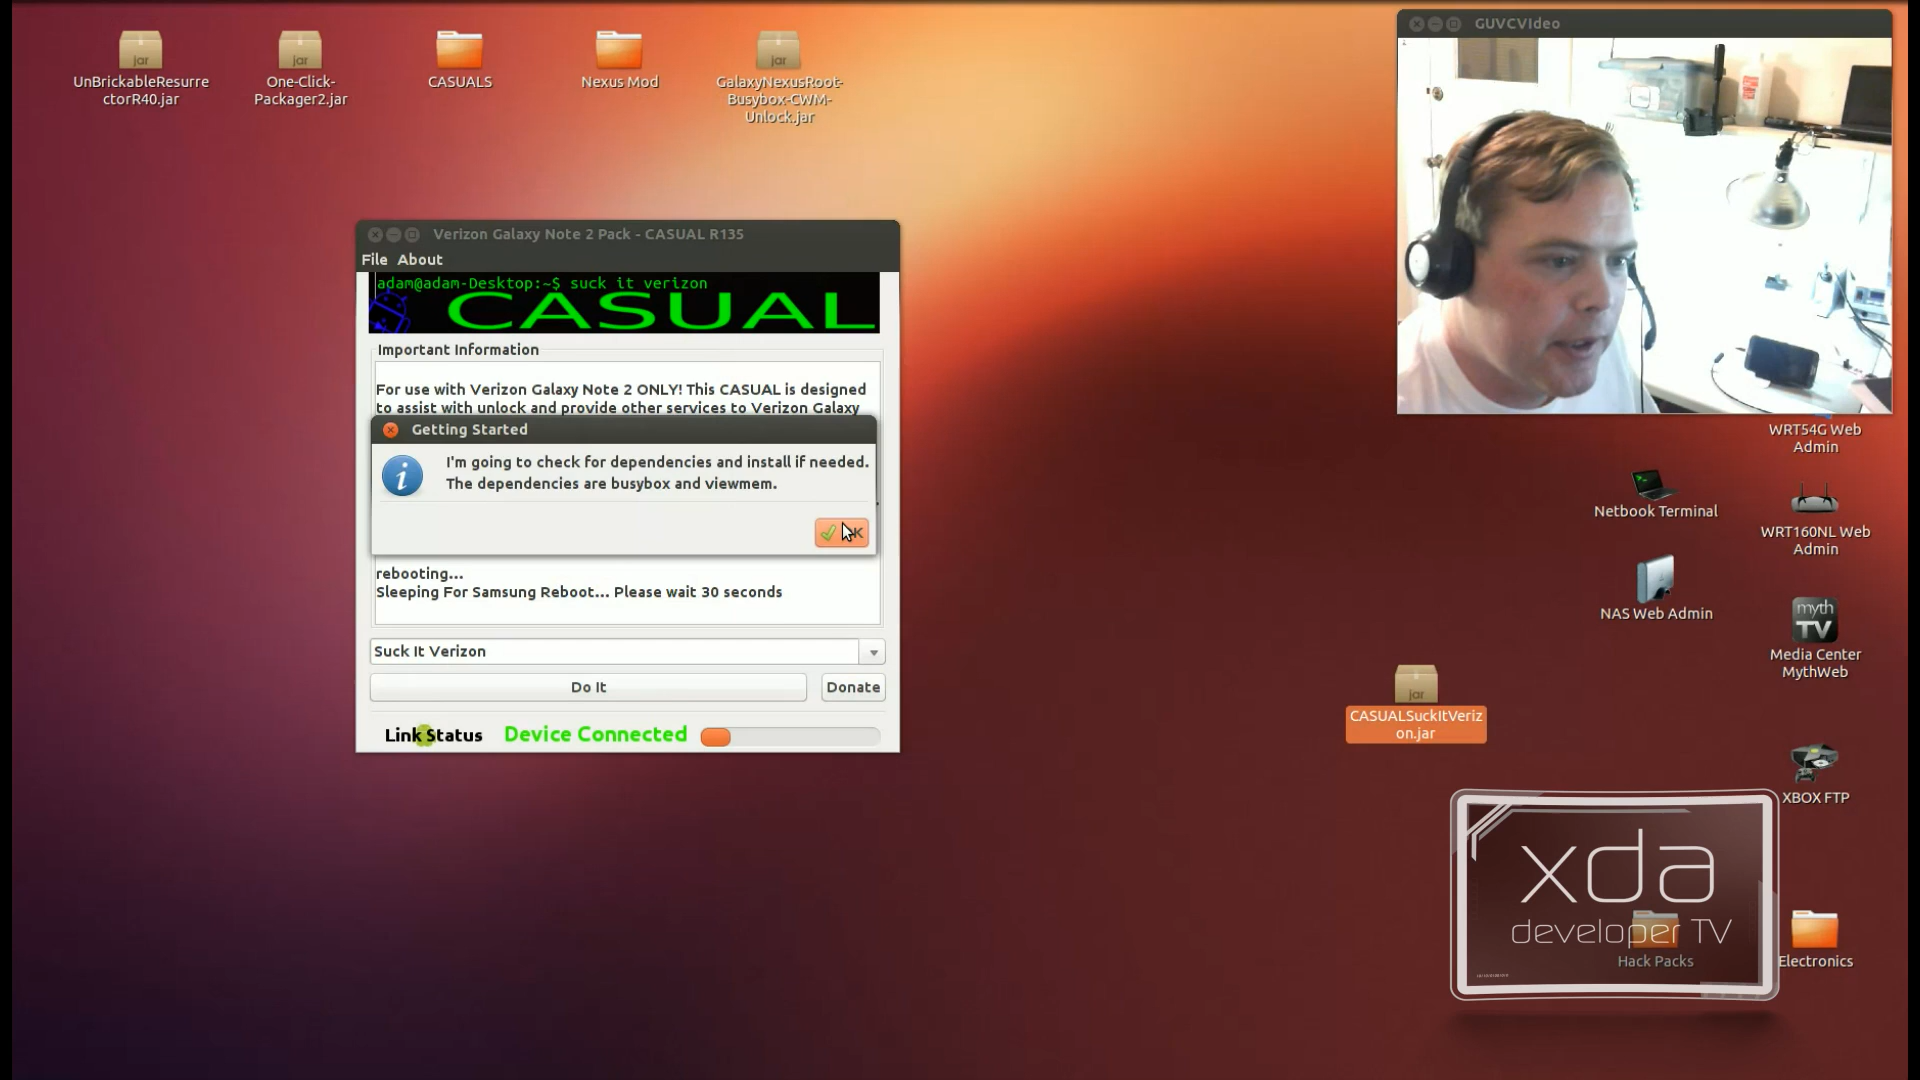 UnBrickableResurre
ctorR40.jar
One-Click-
Packager2.jar
CASUALS
Nexus Mod
GalaxyNexusRoot-
Busybox-CWM-
Unlock.jar
GUVCVIdeo
Verizon Galaxy Note 2 Pack - CASUAL R135
File About
adam@adam-Desktop:~$ suck it verizon
CASUAL
Important Information
For use with Verizon Galaxy Note 2 ONLY! This CASUAL is designed
to assist with unlock and provide other services to Verizon Galaxy
Getting Started
I'm going to check for dependencies and install if needed.
The dependencies are busybox and viewmem.
rebooting...
Sleeping For Samsung Reboot... Please wait 30 seconds
Suck It Verizon
Do It
Donate
Link Status
Device Connected
WRT54G Web
Admin
Netbook Terminal
WRT160NL Web
Admin
NAS Web Admin
myth
TV
Media Center
MythWeb
jar
CASUALSuckItVeriz
on.jar
XBOX FTP
xda
developer TV
Hack Packs
Electronics